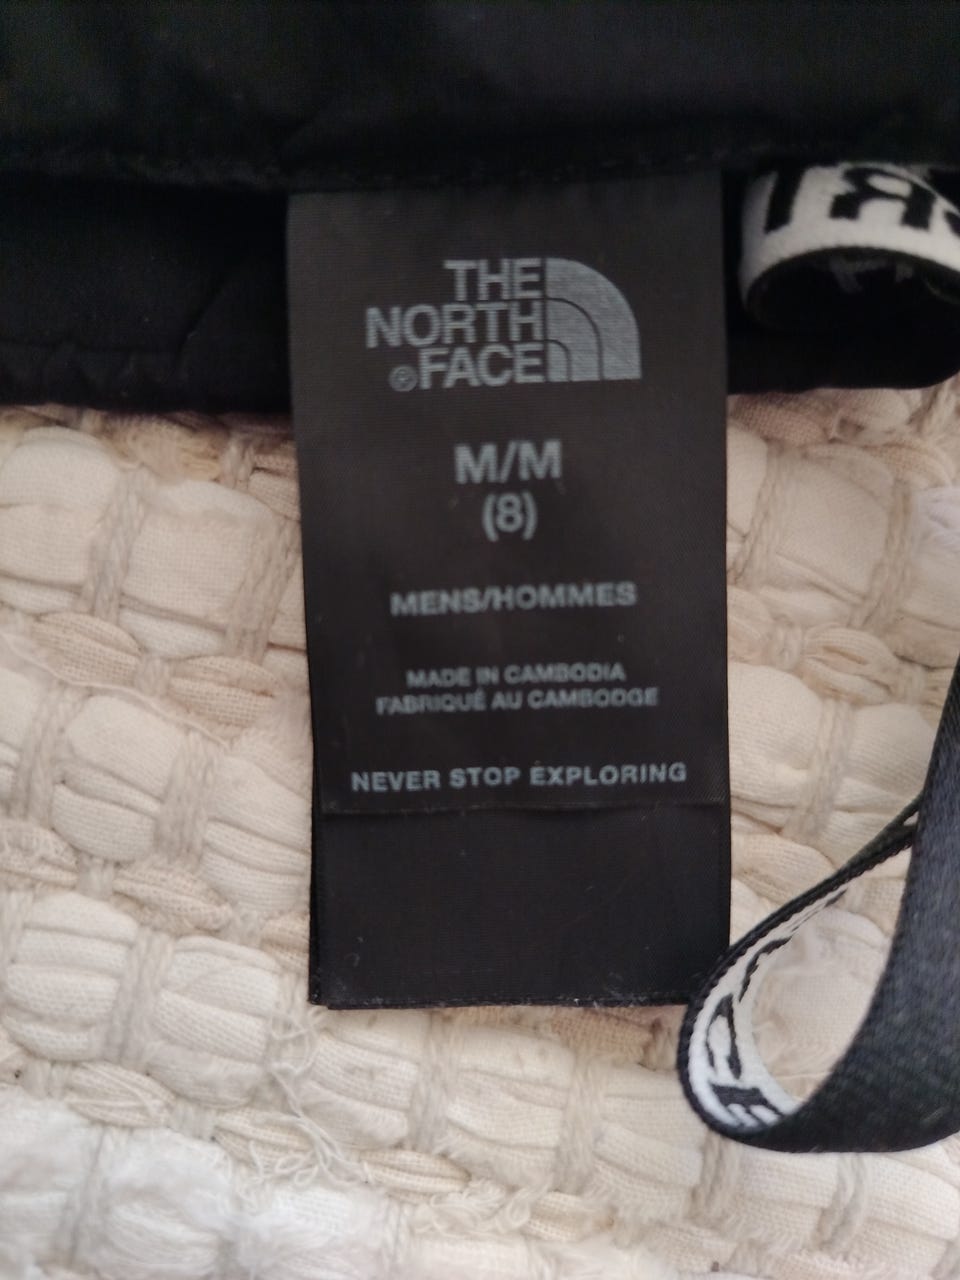 THE
NORTH
©FACE
M/M
(8)
MENS/HOMMES
MADE IN CAMBODIA
FABRIQUÉ AU CAMBODGE
NEVER STOP EXPLORING